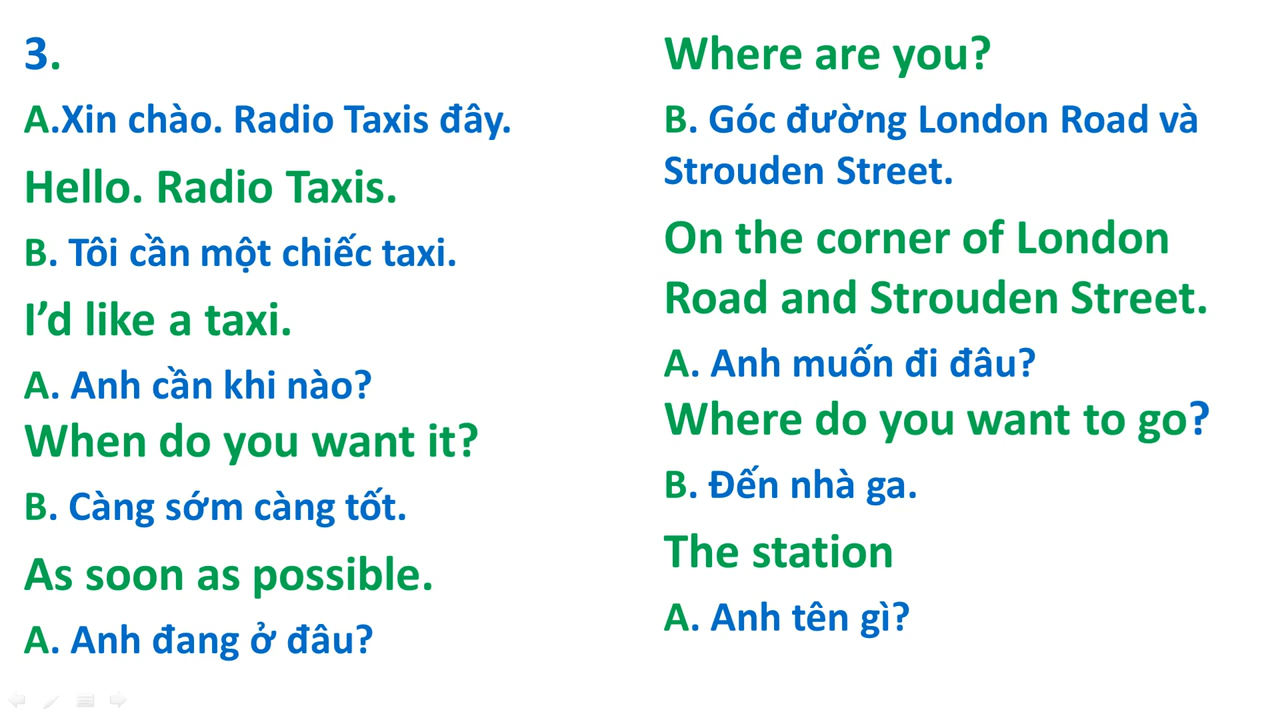 3.
A.Xin chào. Radio Taxis đây.
Hello. Radio Taxis.
B. Tôi cần một chiếc taxi.
I’d like a taxi.
A. Anh cần khi nào?
When do you want it?
B. Càng sớm càng tốt.
As soon as possible.
A. Anh đang ở đâu?
Where are you?
B. Góc đường London Road và
Strouden Street.
On the corner of London
Road and Strouden Street.
A. Anh muốn đi đâu?
Where do you want to go?
B. Đến nhà ga.
The station
A. Anh tên gì?